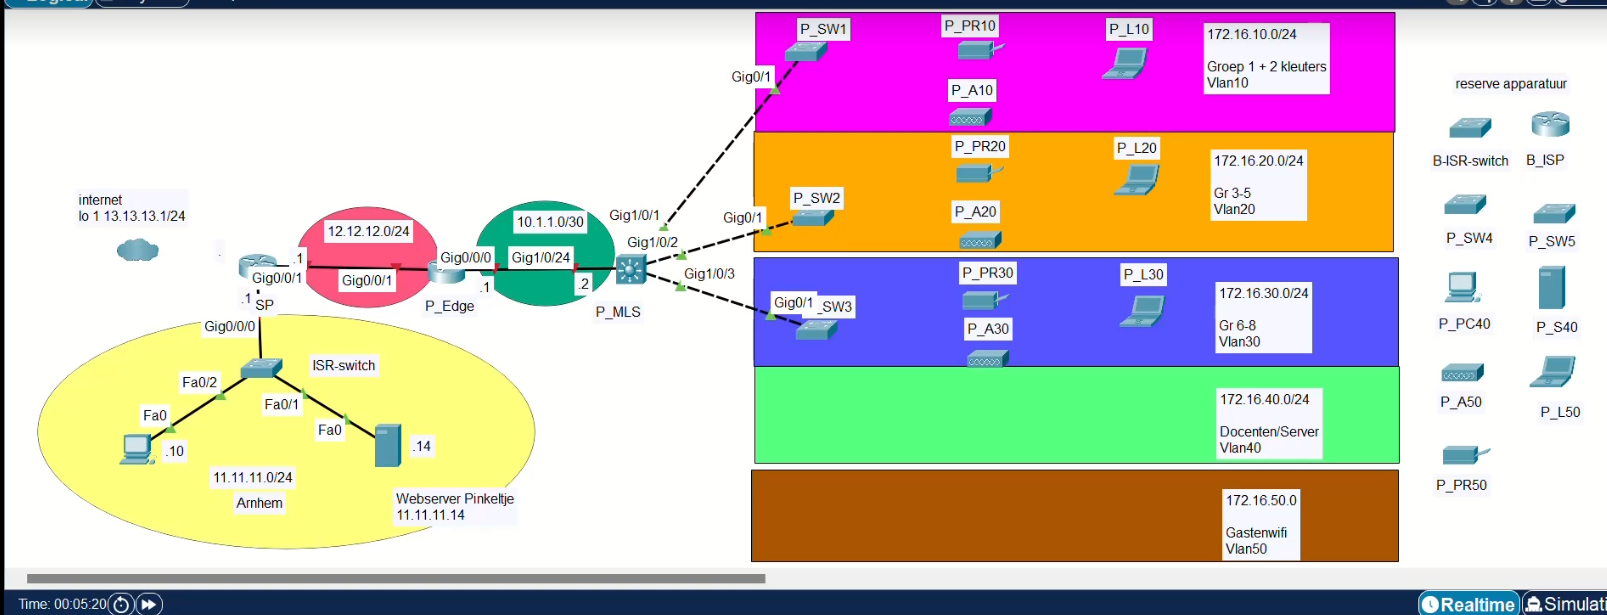 P_SW1
P_PR10
P_L10
172.16.10.0/24
Groep 1 + 2 kleuters
Vlan10
Gig0/1
P_A10
reserve apparatuur
P_PR20
P_L20
172.16.20.0/24
Gr 3-5
Vlan20
B-ISR-switch
B_ISP
internet
lo 1 13.13.13.1/24
P_SW2
P_A20
P_SW4
P_SW5
12.12.12.0/24
10.1.1.0/30
Gig1/0/1
Gig0/1
Gig1/0/2
.
.1
Gig0/0/1
Gig0/0/1
Gig0/0/0
Gig1/0/24
.1
.2
Gig1/0/3
P_PR30
P_L30
172.16.30.0/24
Gr 6-8
Vlan30
.1
SP
P_Edge
P_MLS
Gig0/1
_SW3
P_A30
P_PC40
P_S40
Gig0/0/0
ISR-switch
Fa0/2
Fa0/1
Fa0
Fa0
.10
.14
172.16.40.0/24
Docenten/Server
Vlan40
P_A50
P_L50
11.11.11.0/24
Arnhem
Webserver Pinkeltje
11.11.11.14
172.16.50.0
Gastenwifi
Vlan50
P_PR50
Time: 00:05:20
Realtime